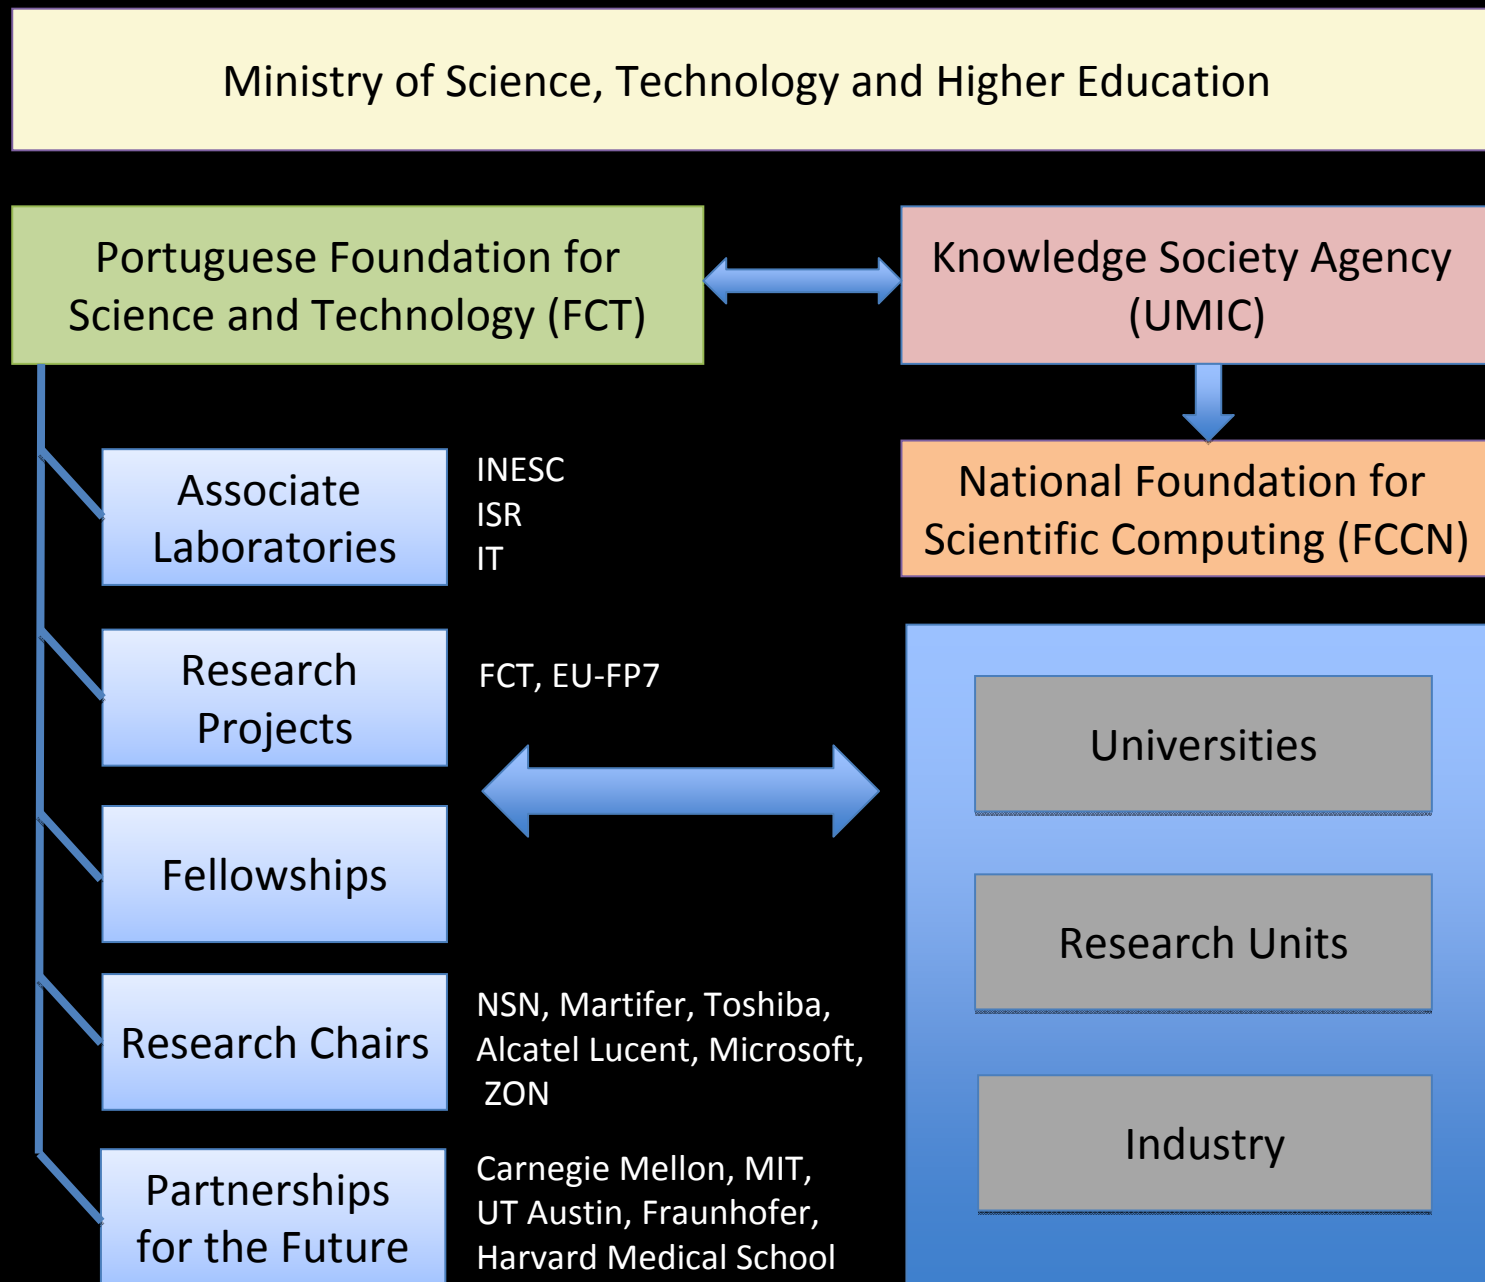 Ministry of Science, Technology and Higher Education
Portuguese Foundation for
Science and Technology (FCT)
Knowledge Society Agency
(UMIC)
National Foundation for
Scientific Computing (FCCN)
Associate
Laboratories
INESC
ISR
IT
Research
Projects
FCT, EU-FP7
Fellowships
Research Chairs
NSN, Martifer, Toshiba,
Alcatel Lucent, Microsoft,
ZON
Partnerships
for the Future
Carnegie Mellon, MIT,
UT Austin, Fraunhofer,
Harvard Medical School
Universities
Research Units
Industry